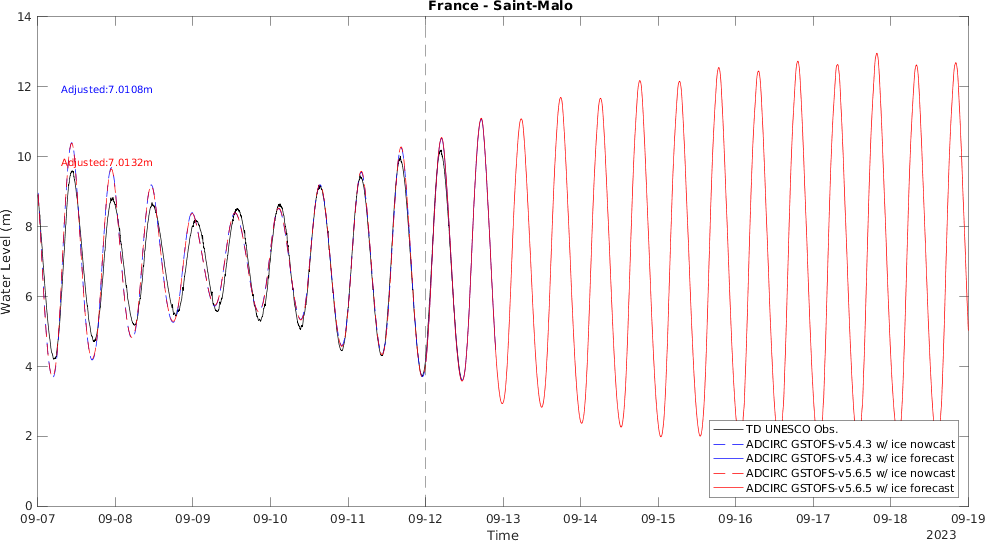 France - Saint-Malo
14
12
10
8
6
4
2
0
Water Level (m)
Adjusted:7.0108m
Adjusted:7.0132m
TD UNESCO Obs.
ADCIRC GSTOFS-v5.4.3 w/ ice nowcast
ADCIRC GSTOFS-v5.4.3 w/ ice forecast
ADCIRC GSTOFS-v5.6.5 w/ ice nowcast
ADCIRC GSTOFS-v5.6.5 w/ ice forecast
09-07 09-08 09-09 09-10 09-11 09-12 09-13 09-14 09-15 09-16 09-17 09-18 09-19
Time
2023